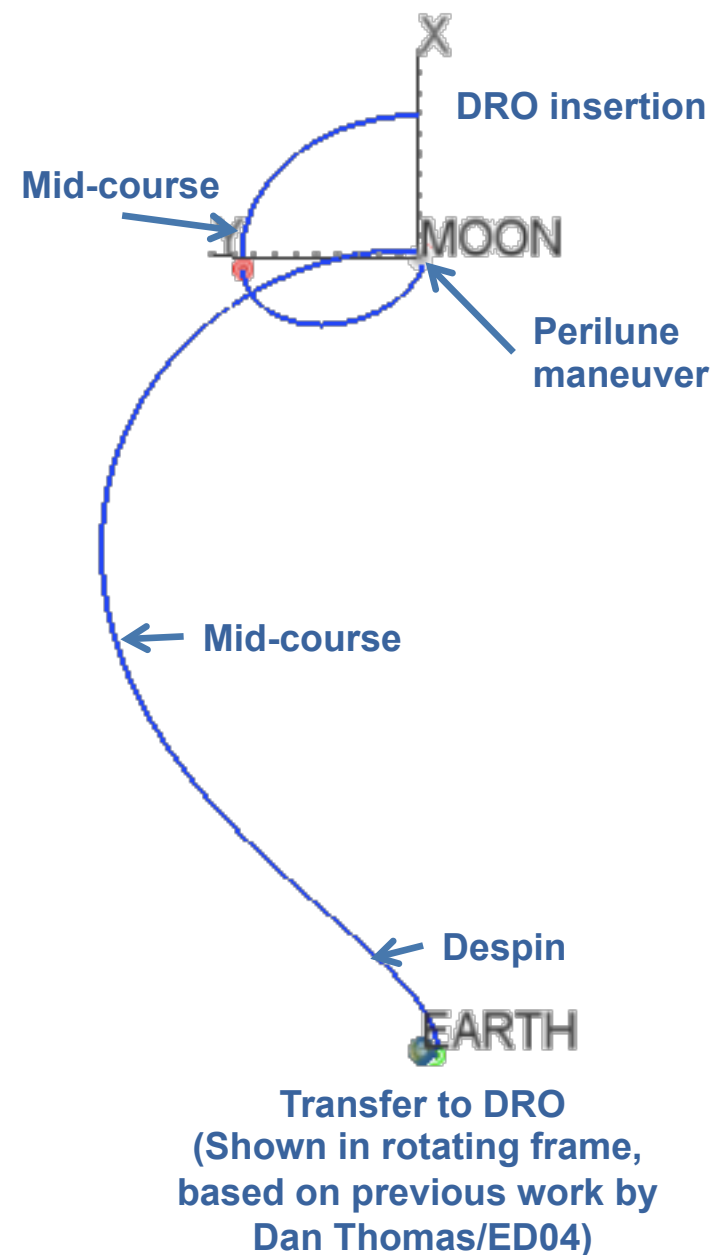 X
DRO insertion
Mid-course
Y
MOON
Perilune
maneuver
Mid-course
Despin
EARTH
Transfer to DRO
(Shown in rotating frame,
based on previous work by
Dan Thomas/ED04)